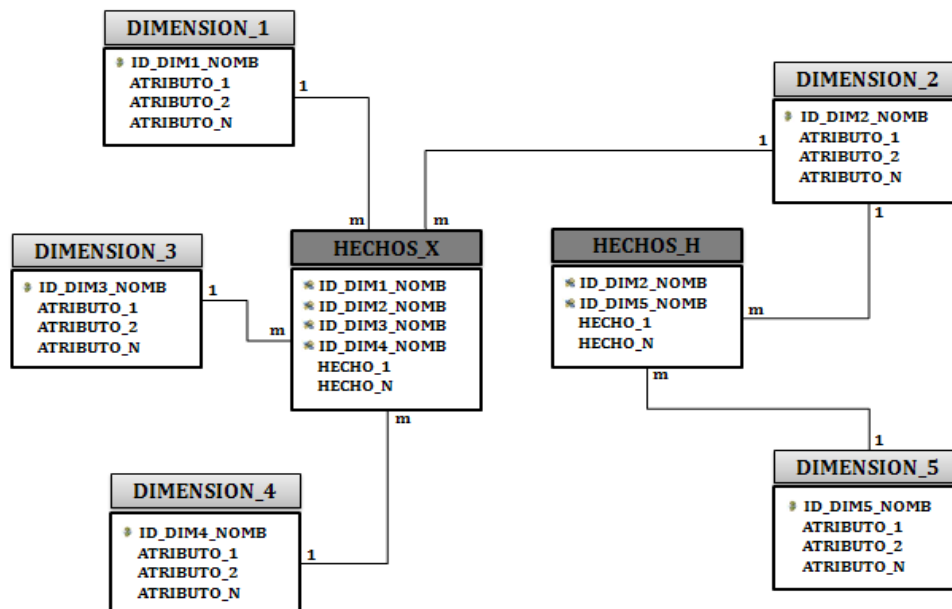 DIMENSION_1
ID_DIM1_NOMB
ATRIBUTO_1
ATRIBUTO_2
ATRIBUTO_N
1
m
DIMENSION_2
ID_DIM2_NOMB
ATRIBUTO_1
ATRIBUTO_2
ATRIBUTO_N
1
m
1
DIMENSION_3
ID_DIM3_NOMB
ATRIBUTO_1
ATRIBUTO_2
ATRIBUTO_N
1
m
HECHOS_X
ID_DIM1_NOMB
ID_DIM2_NOMB
ID_DIM3_NOMB
ID_DIM4_NOMB
HECHO_1
HECHO_N
m
HECHOS_H
ID_DIM2_NOMB
ID_DIM5_NOMB
HECHO_1
HECHO_N
m
m
DIMENSION_4
ID_DIM4_NOMB
ATRIBUTO_1
ATRIBUTO_2
ATRIBUTO_N
1
1
DIMENSION_5
ID_DIM5_NOMB
ATRIBUTO_1
ATRIBUTO_2
ATRIBUTO_N